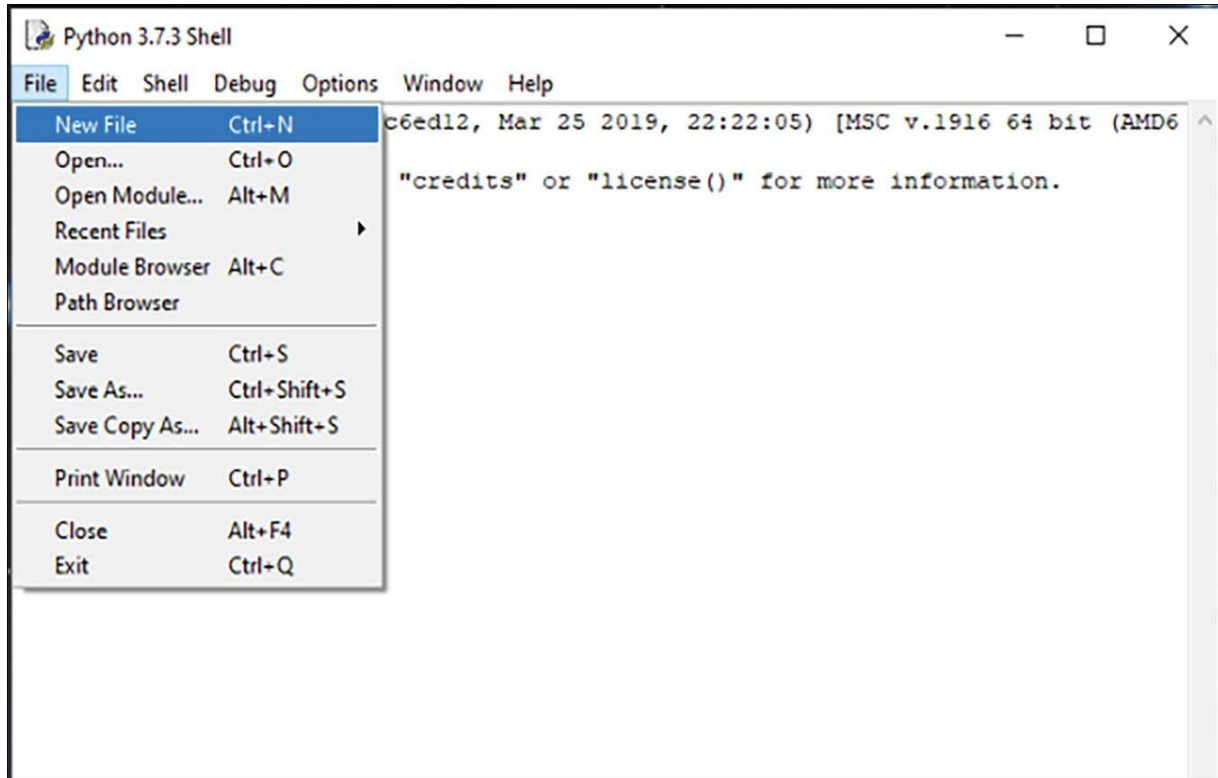 Python 3.7.3 Shell
File Edit Shell Debug Options Window Help
New File Ctrl+N
Open... Ctrl+O
Open Module... Alt+M
Recent Files
Module Browser Alt+C
Path Browser
Save Ctrl+S
Save As... Ctrl+Shift+S
Save Copy As... Alt+Shift+S
Print Window Ctrl+P
Close Alt+F4
Exit Ctrl+Q
c6ed12, Mar 25 2019, 22:22:05) [MSC v.1916 64 bit (AMD6
"credits" or "license()" for more information.